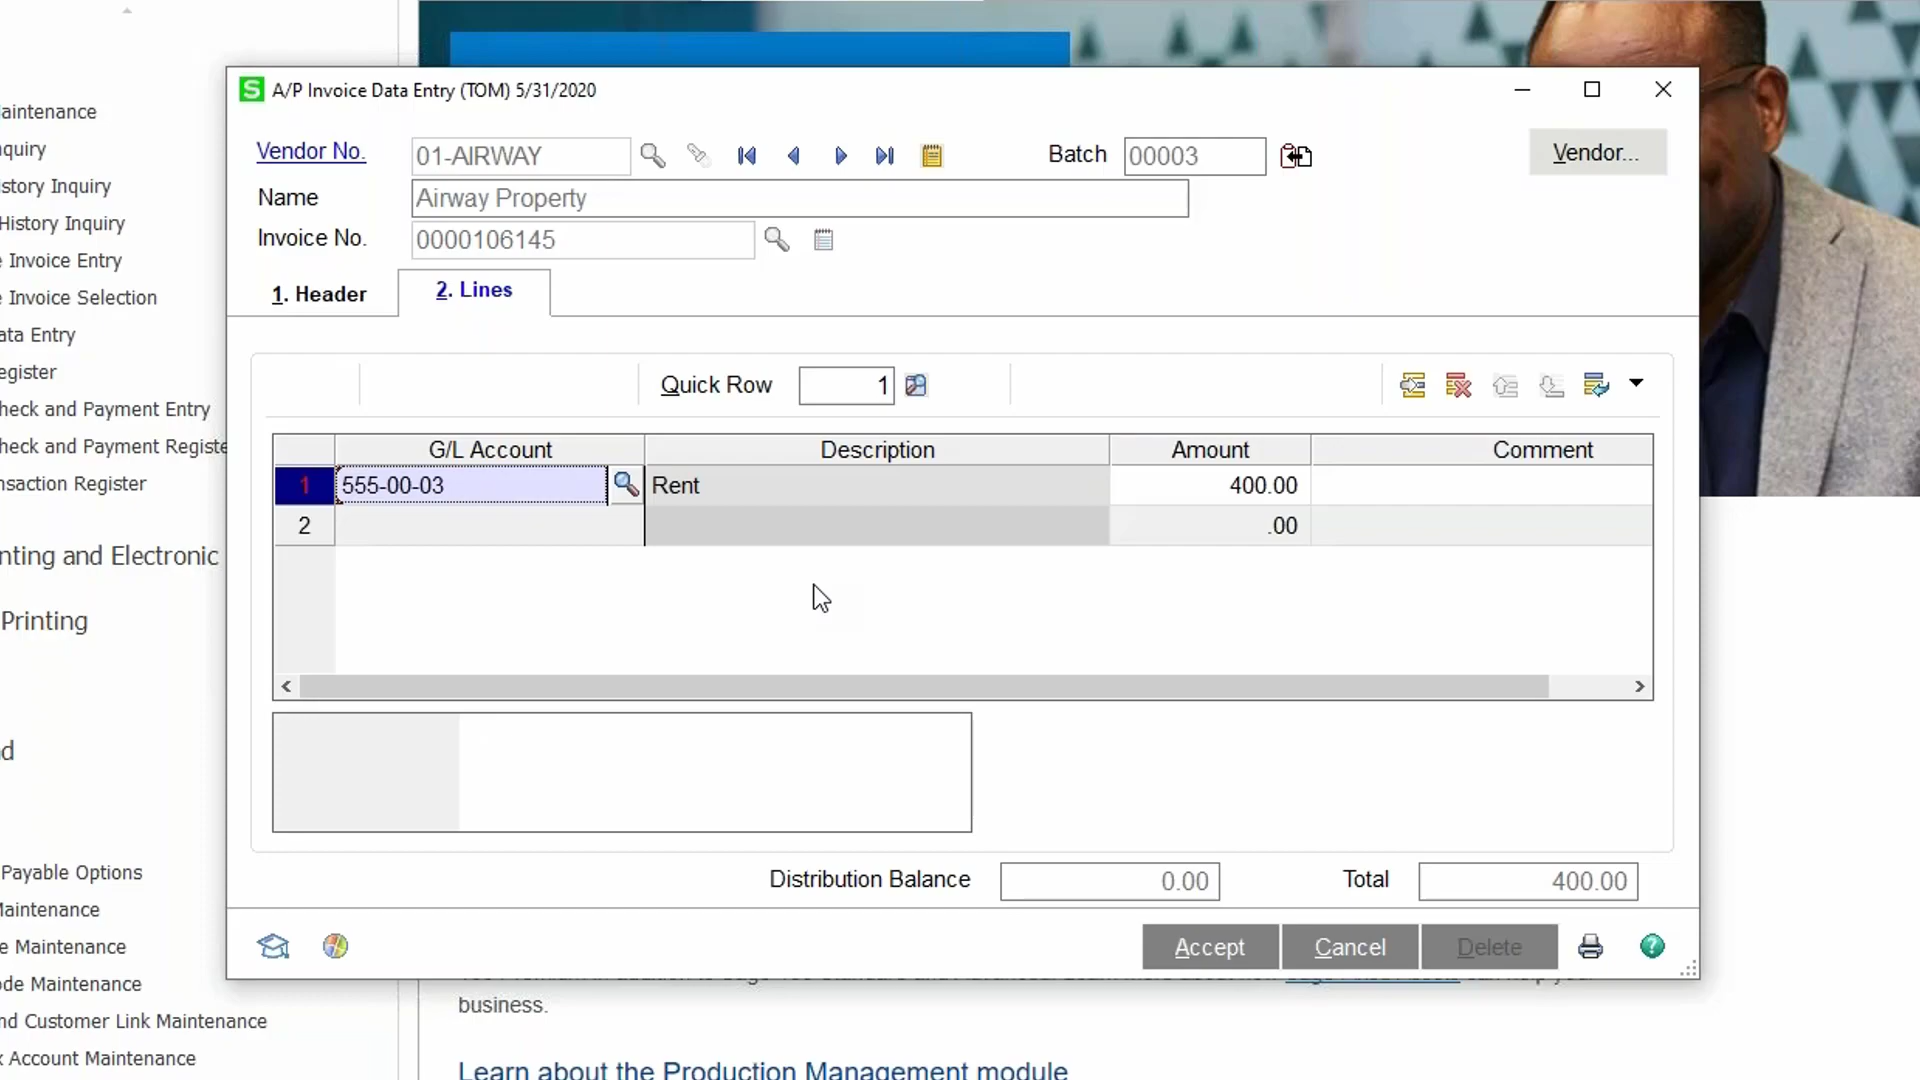 A/P Invoice Data Entry (TOM) 5/31/2020
Vendor No.
01-AIRWAY
Batch
00003
Vendor...
Name
Airway Property
Invoice No.
0000106145
1. Header
2. Lines
Quick Row
1
G/L Account
Description
Amount
Comment
1
555-00-03
Rent
400.00
2
.00
Distribution Balance
0.00
Total
400.00
Accept
Cancel
Delete
aintenance
quiry
story Inquiry
History Inquiry
e Invoice Entry
e Invoice Selection
ata Entry
egister
heck and Payment Entry
heck and Payment Registe
nsaction Register
nting and Electronic
Printing
d
Payable Options
Maintenance
e Maintenance
ode Maintenance
nd Customer Link Maintenance
x Account Maintenance
business.
Learn about the Production Management module